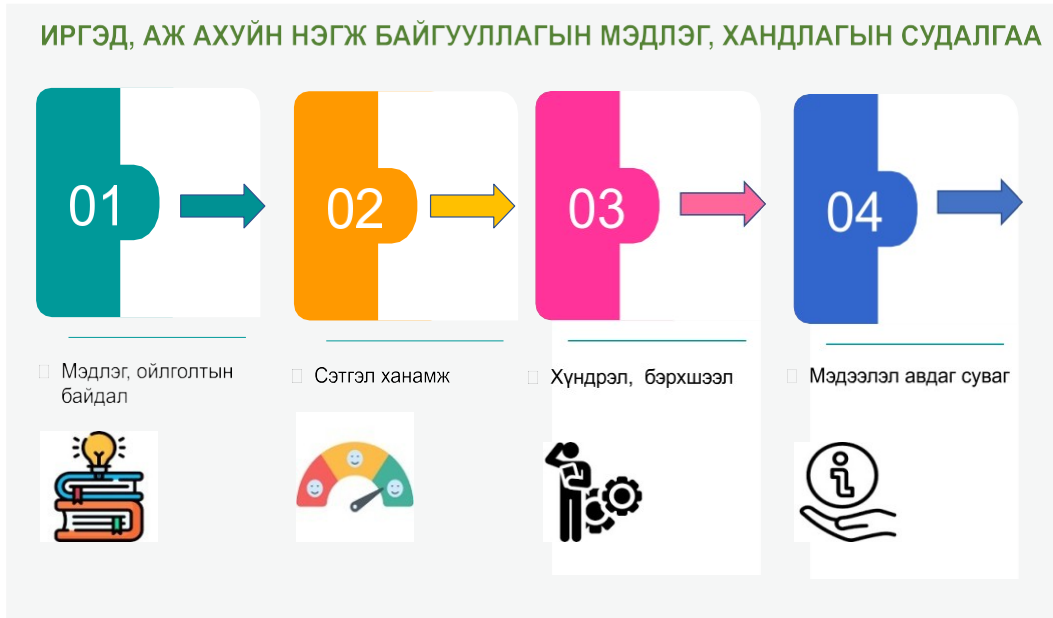 ИРГЭД, АЖ АХУЙН НЭГЖ БАЙГУУЛЛАГЫН МЭДЛЭГ, ХАНДЛАГЫН СУДАЛГАА
01
Мэдлэг, ойлголтын
байдал
02
Сэтгэл ханамж
03
Хүндрэл, бэрхшээл
04
Мэдээлэл авдаг суваг